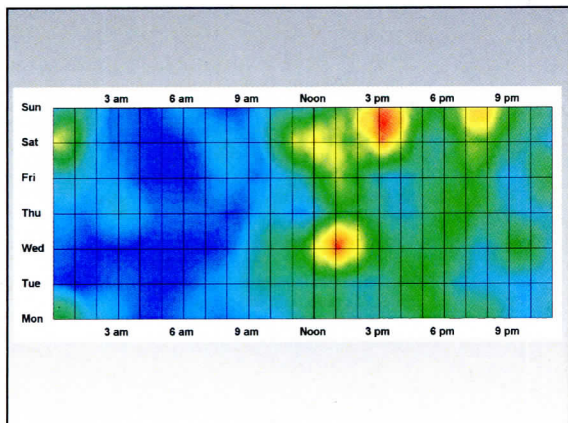 3 am 6 am 9 am Noon 3 pm 6 pm 9 pm
Sun
Sat
Fri
Thu
Wed
Tue
Mon
3 am 6 am 9 am Noon 3 pm 6 pm 9 pm